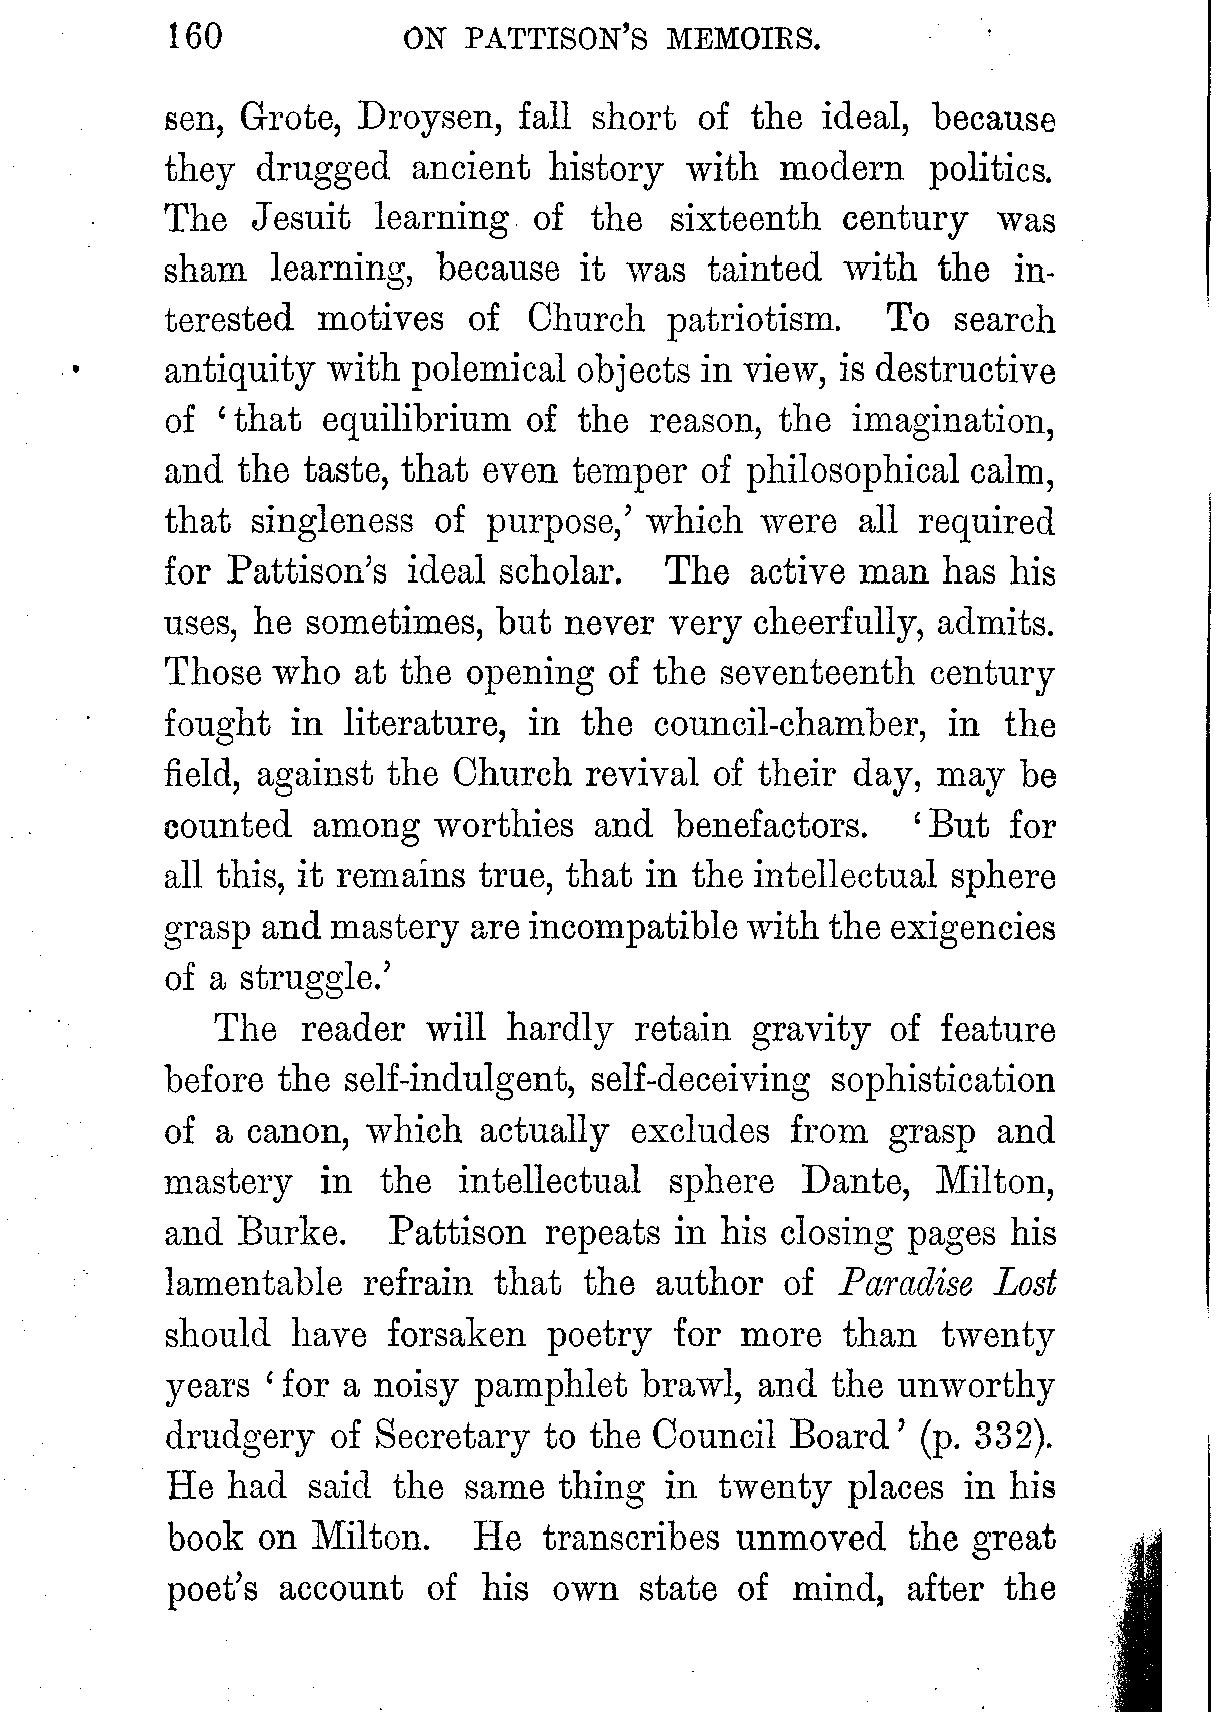 160 ON PATTISON'S MEMOIRS.
sen, Grote, Droysen, fall short of the ideal, because
they drugged ancient history with modern politics.
The Jesuit learning of the sixteenth century was
sham learning, because it was tainted with the in-
terested motives of Church patriotism. To search
antiquity with polemical objects in view, is destructive
of ‘that equilibrium of the reason, the imagination,
and the taste, that even temper of philosophical calm,
that singleness of purpose,’ which were all required
for Pattison’s ideal scholar. The active man has his
uses, he sometimes, but never very cheerfully, admits.
Those who at the opening of the seventeenth century
fought in literature, in the council-chamber, in the
field, against the Church revival of their day, may be
counted among worthies and benefactors. ‘But for
all this, it remains true, that in the intellectual sphere
grasp and mastery are incompatible with the exigencies
of a struggle.’
The reader will hardly retain gravity of feature
before the self-indulgent, self-deceiving sophistication
of a canon, which actually excludes from grasp and
mastery in the intellectual sphere Dante, Milton,
and Burke. Pattison repeats in his closing pages his
lamentable refrain that the author of Paradise Lost
should have forsaken poetry for more than twenty
years ‘for a noisy pamphlet brawl, and the unworthy
drudgery of Secretary to the Council Board’ (p. 332).
He had said the same thing in twenty places in his
book on Milton. He transcribes unmoved the great
poet’s account of his own state of mind, after the